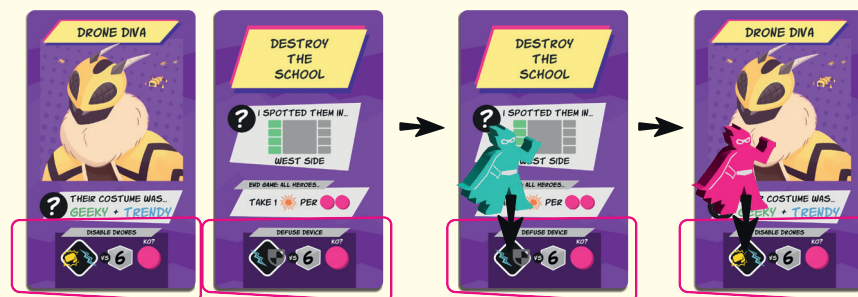 DRONE DIVA
THEIR COSTUME WAS...
GEEKY + TRENDY
DISABLE DRONES
VS 6
KO?
DESTROY
THE
SCHOOL
I SPOTTED THEM IN...
WEST SIDE
END GAME: ALL HEROES...
TAKE 1 PER
DEFUSE DEVICE
VS 6
KO?
DESTROY
THE
SCHOOL
I SPOTTED THEM IN...
WEST SIDE
ALL HEROES...
PER
DEFUSE DEVICE
VS 6
KO?
DRONE DIVA
COSTUME WAS...
GEEKY + TRENDY
DISABLE DRONES
VS 6
KO?